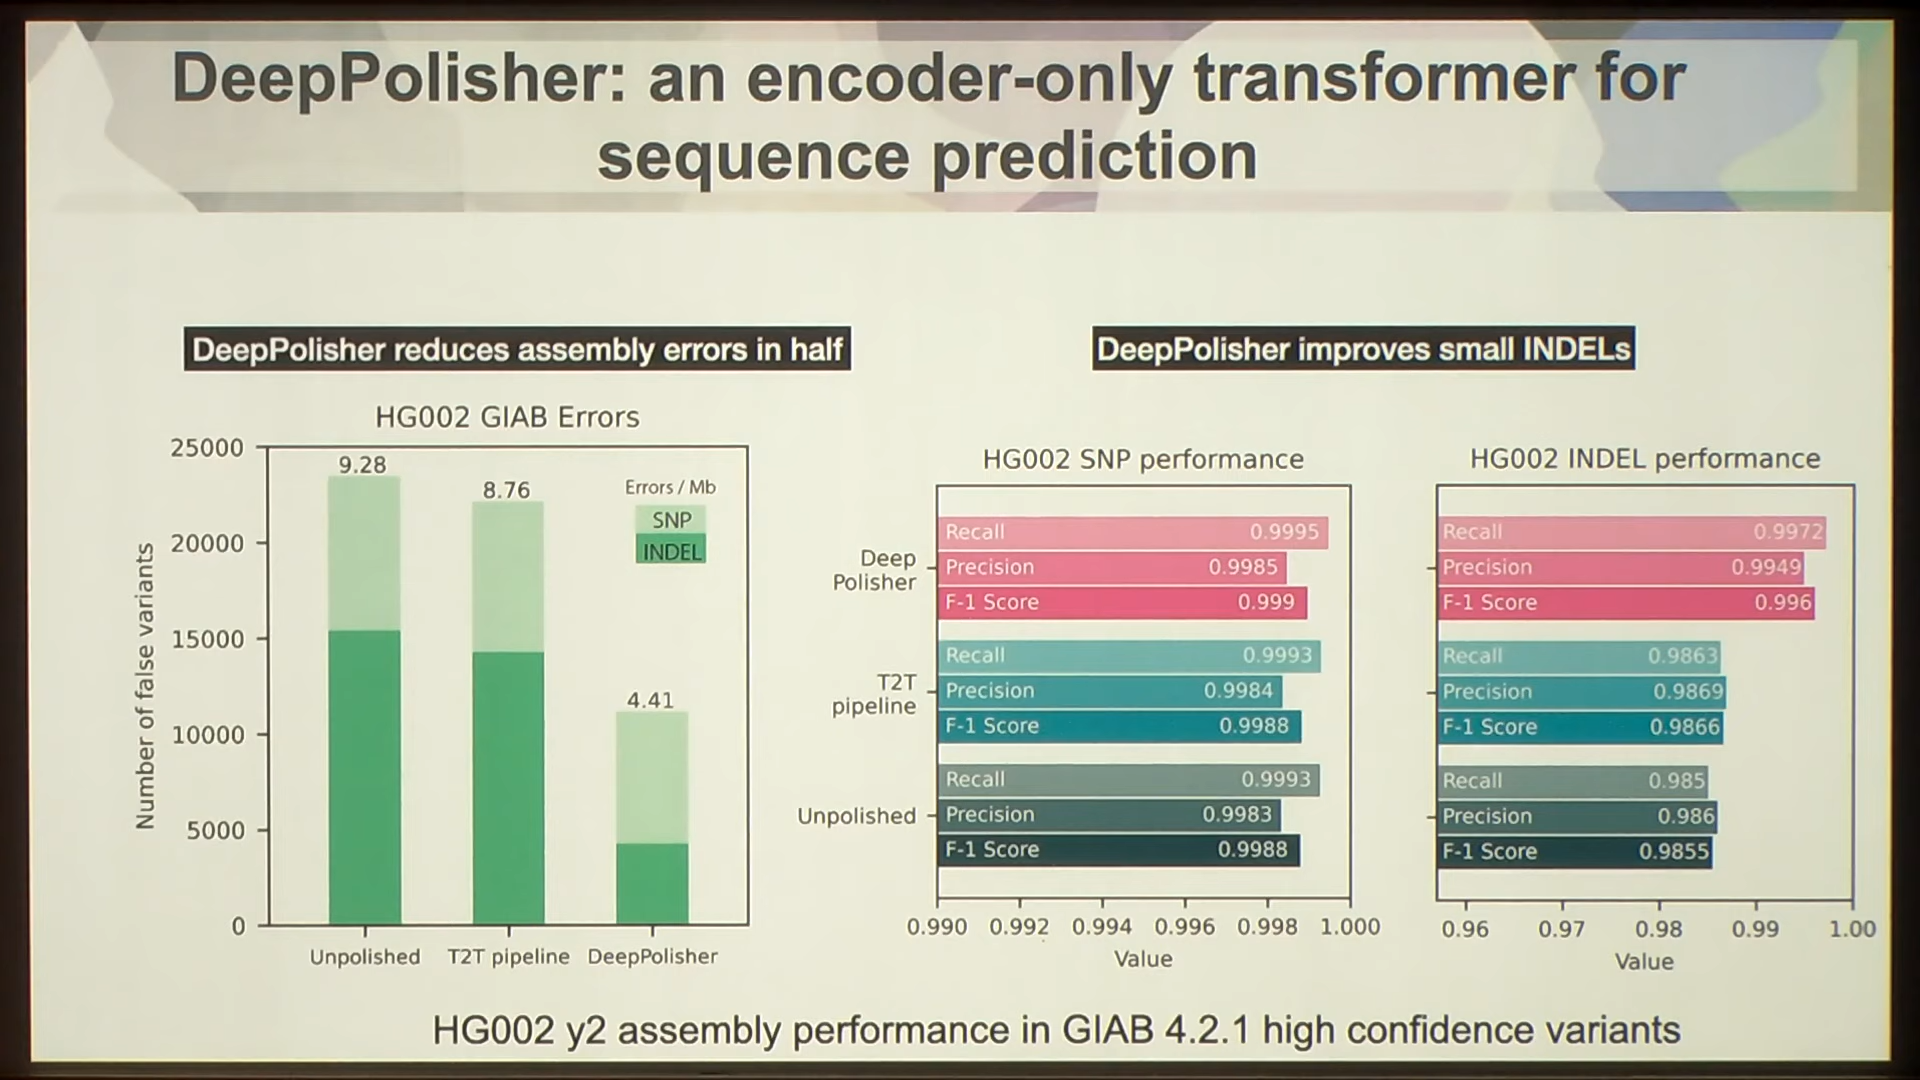 DeepPolisher: an encoder-only transformer for
sequence prediction
DeepPolisher reduces assembly errors in half
HG002 GIAB Errors
Number of false variants
25000
20000
15000
10000
5000
0
9.28
8.76
4.41
Errors / Mb
SNP
INDEL
Unpolished
T2T pipeline
DeepPolisher
DeepPolisher improves small INDELs
HG002 SNP performance
Deep
Polisher
Recall 0.9995
Precision 0.9985
F-1 Score 0.999
T2T
pipeline
Recall 0.9993
Precision 0.9984
F-1 Score 0.9988
Unpolished
Recall 0.9993
Precision 0.9983
F-1 Score 0.9988
0.990 0.992 0.994 0.996 0.998 1.000
Value
HG002 INDEL performance
Recall 0.9972
Precision 0.9949
F-1 Score 0.996
Recall 0.9863
Precision 0.9869
F-1 Score 0.9866
Recall 0.985
Precision 0.986
F-1 Score 0.9855
0.96 0.97 0.98 0.99 1.00
Value
HG002 y2 assembly performance in GIAB 4.2.1 high confidence variants